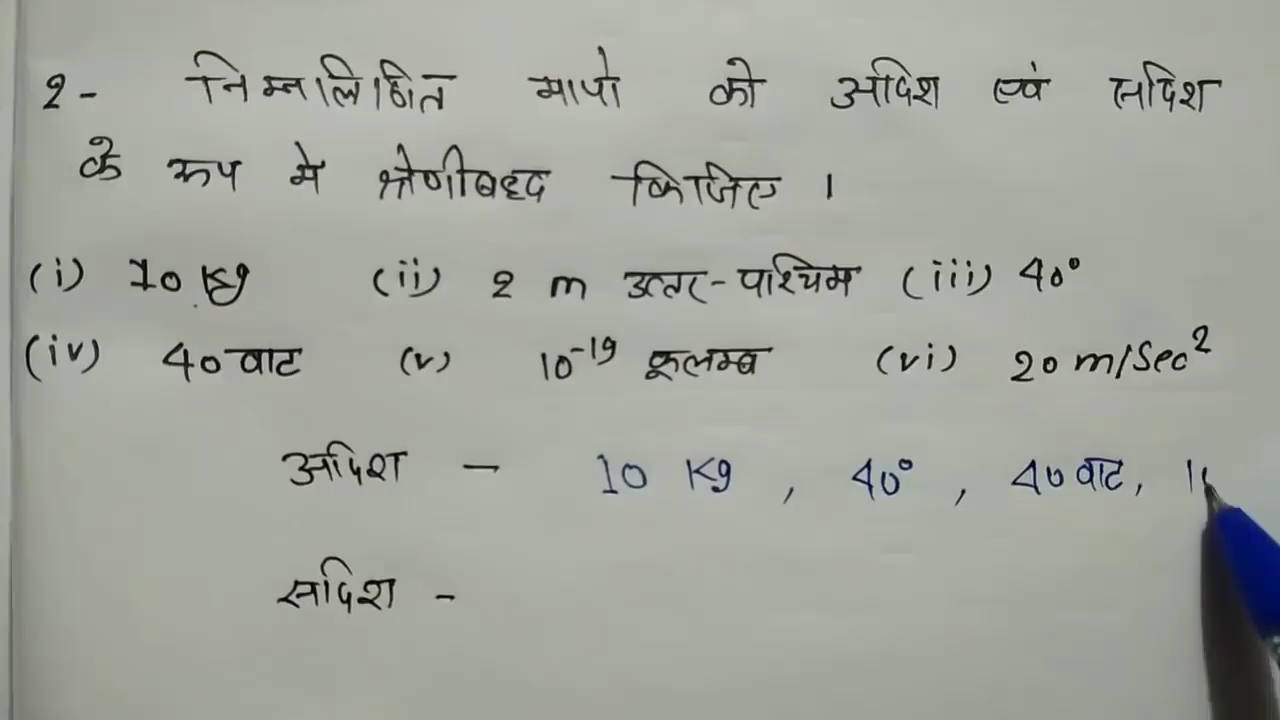 2- निम्नलिखित मापो को अदिश एवं सदिश
के रूप मे श्रेणीबध्द किजिए ।
(i) 10 Kg (ii) 2 m उत्तर-पश्चिम (iii) 40°
(iv) 40 वाट (v) 10⁻¹⁹ कूलम्ब (vi) 20 m/Sec²
अदिश - 10 Kg , 40° , 40 वाट,
सदिश -